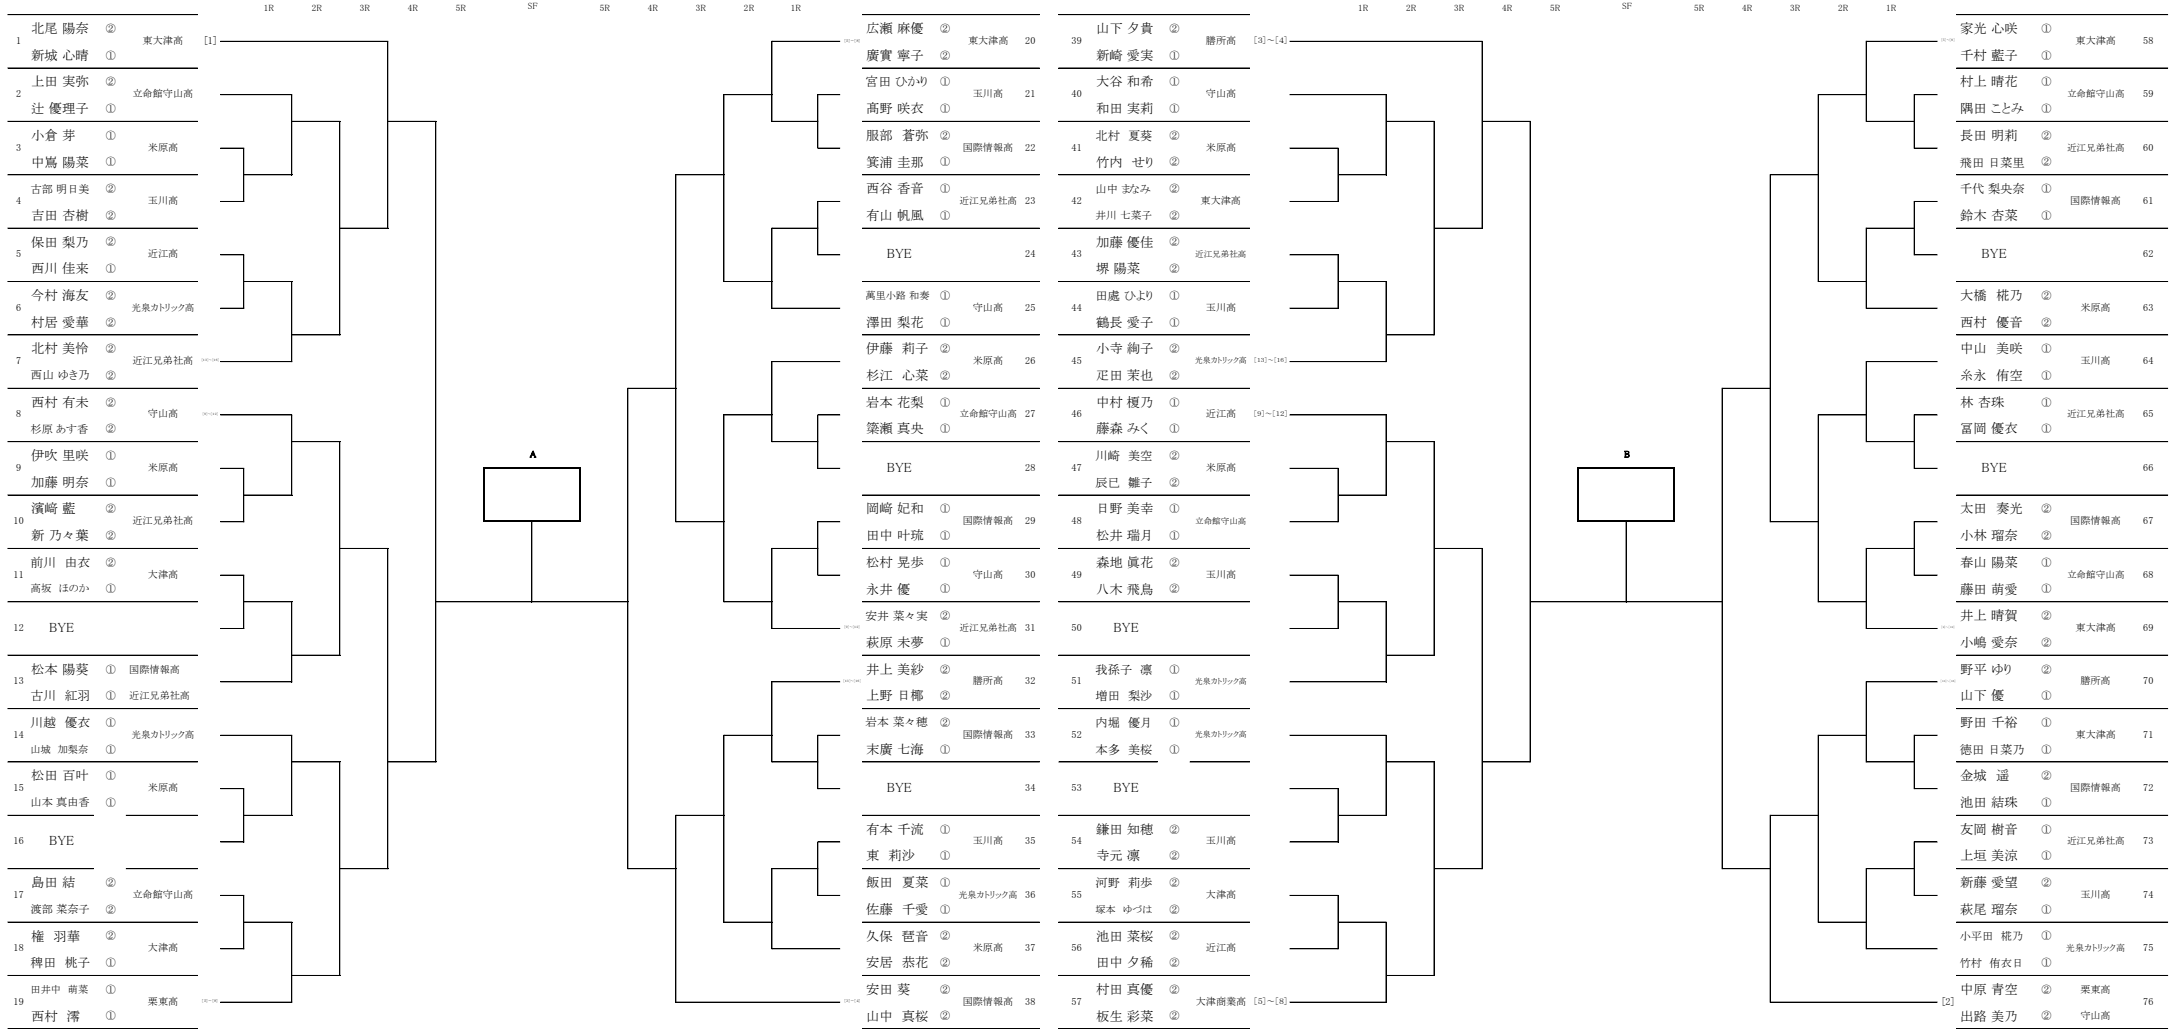 1R 2R 3R 4R 5R SF 5R 4R 3R 2R 1R
1 北尾 陽奈 ② 東大津高 [1]
新城 心晴 ①
2 上田 実弥 ② 立命館守山高
辻 優理子 ①
3 小倉 芽 ① 米原高
中嶌 陽菜 ①
4 古部 明日美 ② 玉川高
吉田 杏樹 ②
5 保田 梨乃 ② 近江高
西川 佳来 ①
6 今村 海友 ② 光泉カトリック高
村居 愛華 ②
7 北村 美怜 ② 近江兄弟社高
西山 ゆき乃 ②
8 西村 有未 ② 守山高
杉原 あす香 ②
9 伊吹 里咲 ① 米原高
加藤 明奈 ①
10 濱﨑 藍 ② 近江兄弟社高
新 乃々葉 ②
11 前川 由衣 ② 大津高
高坂 ほのか ①
12 BYE
13 松本 陽葵 ① 国際情報高
古川 紅羽 ① 近江兄弟社高
14 川越 優衣 ① 光泉カトリック高
山城 加梨奈 ①
15 松田 百叶 ① 米原高
山本 真由香 ①
16 BYE
17 島田 結 ② 立命館守山高
渡部 菜奈子 ②
18 権 羽華 ② 大津高
稗田 桃子 ①
19 田井中 萌菜 ① 栗東高
西村 澪 ①
A
広瀬 麻優 ② 東大津高 20
廣實 寧子 ②
宮田 ひかり ① 玉川高 21
髙野 咲衣 ①
服部 蒼弥 ② 国際情報高 22
箕浦 圭那 ①
西谷 香音 ① 近江兄弟社高 23
有山 帆風 ①
BYE 24
萬里小路 和奏 ① 守山高 25
澤田 梨花 ①
伊藤 莉子 ② 米原高 26
杉江 心菜 ②
岩本 花梨 ① 立命館守山高 27
簗瀬 真央 ①
BYE 28
岡﨑 妃和 ① 国際情報高 29
田中 叶琉 ①
松村 晃歩 ① 守山高 30
永井 優 ①
安井 菜々実 ② 近江兄弟社高 31
萩原 未夢 ①
井上 美紗 ② 膳所高 32
上野 日椰 ②
岩本 菜々穂 ② 国際情報高 33
末廣 七海 ①
BYE 34
有本 千流 ① 玉川高 35
東 莉沙 ①
飯田 夏菜 ① 光泉カトリック高 36
佐藤 千愛 ①
久保 琶音 ② 米原高 37
安居 恭花 ②
安田 葵 ② 国際情報高 38
山中 真桜 ②
1R 2R 3R 4R 5R SF 5R 4R 3R 2R 1R
39 山下 夕貴 ② 膳所高 [3]~[4]
新崎 愛実 ①
40 大谷 和希 ① 守山高
和田 実莉 ①
41 北村 夏葵 ② 米原高
竹内 せり ②
42 山中 まなみ ② 東大津高
井川 七菜子 ②
43 加藤 優佳 ② 近江兄弟社高
堺 陽菜 ②
44 田處 ひより ① 玉川高
鶴長 愛子 ①
45 小寺 絢子 ② 光泉カトリック高 [13]~[16]
疋田 茉也 ②
46 中村 榎乃 ① 近江高 [9]~[12]
藤森 みく ①
47 川崎 美空 ② 米原高
辰巳 雛子 ②
48 日野 美幸 ① 立命館守山高
松井 瑞月 ①
49 森地 眞花 ② 玉川高
八木 飛鳥 ②
50 BYE
51 我孫子 凛 ① 光泉カトリック高
増田 梨沙 ①
52 内堀 優月 ① 光泉カトリック高
本多 美桜 ①
53 BYE
54 鎌田 知穂 ② 玉川高
寺元 凛 ②
55 河野 莉歩 ② 大津高
塚本 ゆづは ②
56 池田 菜桜 ② 近江高
田中 夕稀 ②
57 村田 真優 ② 大津商業高 [5]~[8]
板生 彩菜 ②
B
家光 心咲 ① 東大津高 58
千村 藍子 ①
村上 晴花 ① 立命館守山高 59
隅田 ことみ ①
長田 明莉 ② 近江兄弟社高 60
飛田 日菜里 ②
千代 梨央奈 ① 国際情報高 61
鈴木 杏菜 ①
BYE 62
大橋 椛乃 ② 米原高 63
西村 優音 ②
中山 美咲 ① 玉川高 64
糸永 侑空 ①
林 杏珠 ① 近江兄弟社高 65
冨岡 優衣 ①
BYE 66
太田 奏光 ② 国際情報高 67
小林 瑠奈 ②
春山 陽菜 ① 立命館守山高 68
藤田 萌愛 ①
井上 晴賀 ② 東大津高 69
小嶋 愛奈 ②
野平 ゆり ② 膳所高 70
山下 優 ①
野田 千裕 ① 東大津高 71
徳田 日菜乃 ①
金城 遥 ② 国際情報高 72
池田 結珠 ①
友岡 樹音 ① 近江兄弟社高 73
上垣 美涼 ①
新藤 愛望 ② 玉川高 74
萩尾 瑠奈 ①
小平田 椛乃 ① 光泉カトリック高 75
竹村 侑衣日 ①
[2] 中原 青空 ② 栗東高 76
出路 美乃 ② 守山高